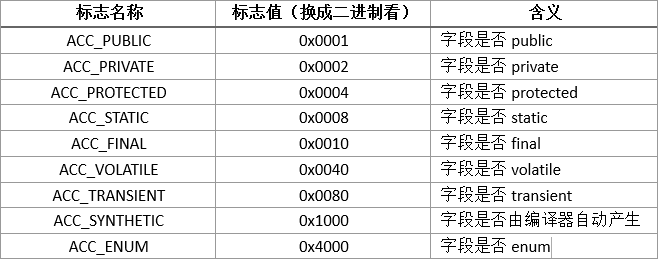 标志名称 标志值（换成二进制看） 含义
ACC_PUBLIC 0x0001 字段是否 public
ACC_PRIVATE 0x0002 字段是否 private
ACC_PROTECTED 0x0004 字段是否 protected
ACC_STATIC 0x0008 字段是否 static
ACC_FINAL 0x0010 字段是否 final
ACC_VOLATILE 0x0040 字段是否 volatile
ACC_TRANSIENT 0x0080 字段是否 transient
ACC_SYNTHETIC 0x1000 字段是否由编译器自动产生
ACC_ENUM 0x4000 字段是否 enum